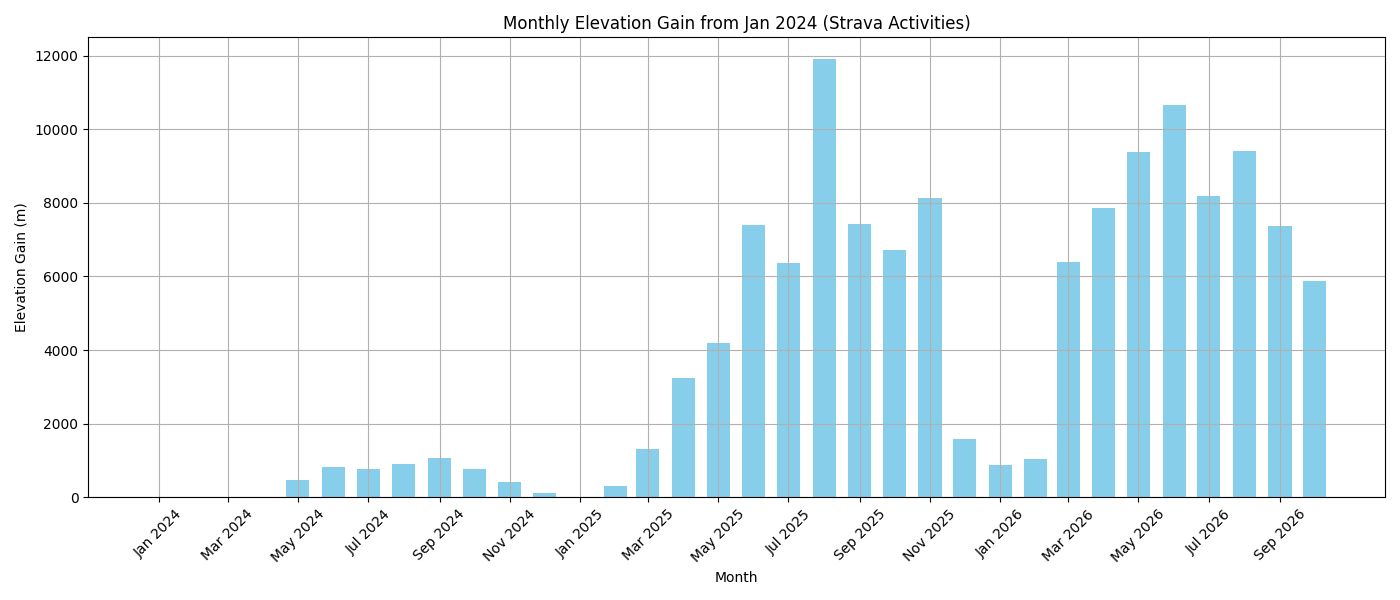 Monthly Elevation Gain from Jan 2024 (Strava Activities)
Elevation Gain (m)
12000
10000
8000
6000
4000
2000
0
Jan 2024
Mar 2024
May 2024
Jul 2024
Sep 2024
Nov 2024
Jan 2025
Mar 2025
May 2025
Jul 2025
Sep 2025
Nov 2025
Jan 2026
Mar 2026
May 2026
Jul 2026
Sep 2026
Month